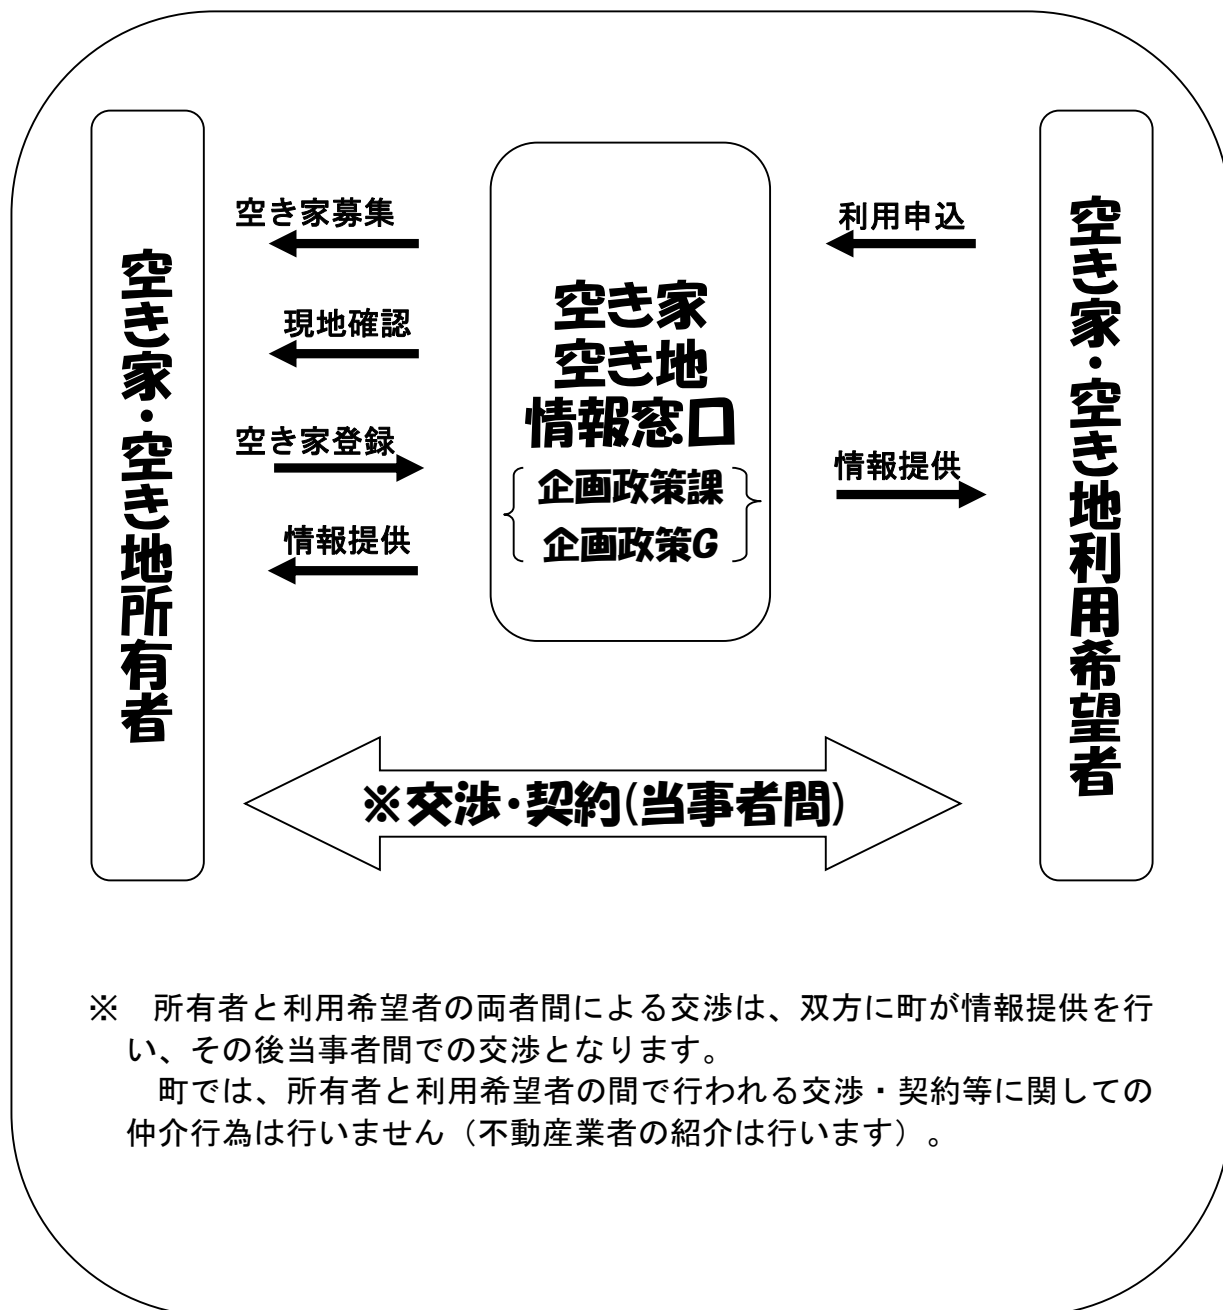 空き家・空き地所有者
空き家募集
現地確認
空き家登録
情報提供
空き家
空き地
情報窓口
企画政策課
企画政策G
利用申込
情報提供
空き家・空き地利用希望者
※交渉・契約(当事者間)
※　所有者と利用希望者の両者間による交渉は、双方に町が情報提供を行
い、その後当事者間での交渉となります。
町では、所有者と利用希望者の間で行われる交渉・契約等に関しての
仲介行為は行いません（不動産業者の紹介は行います）。